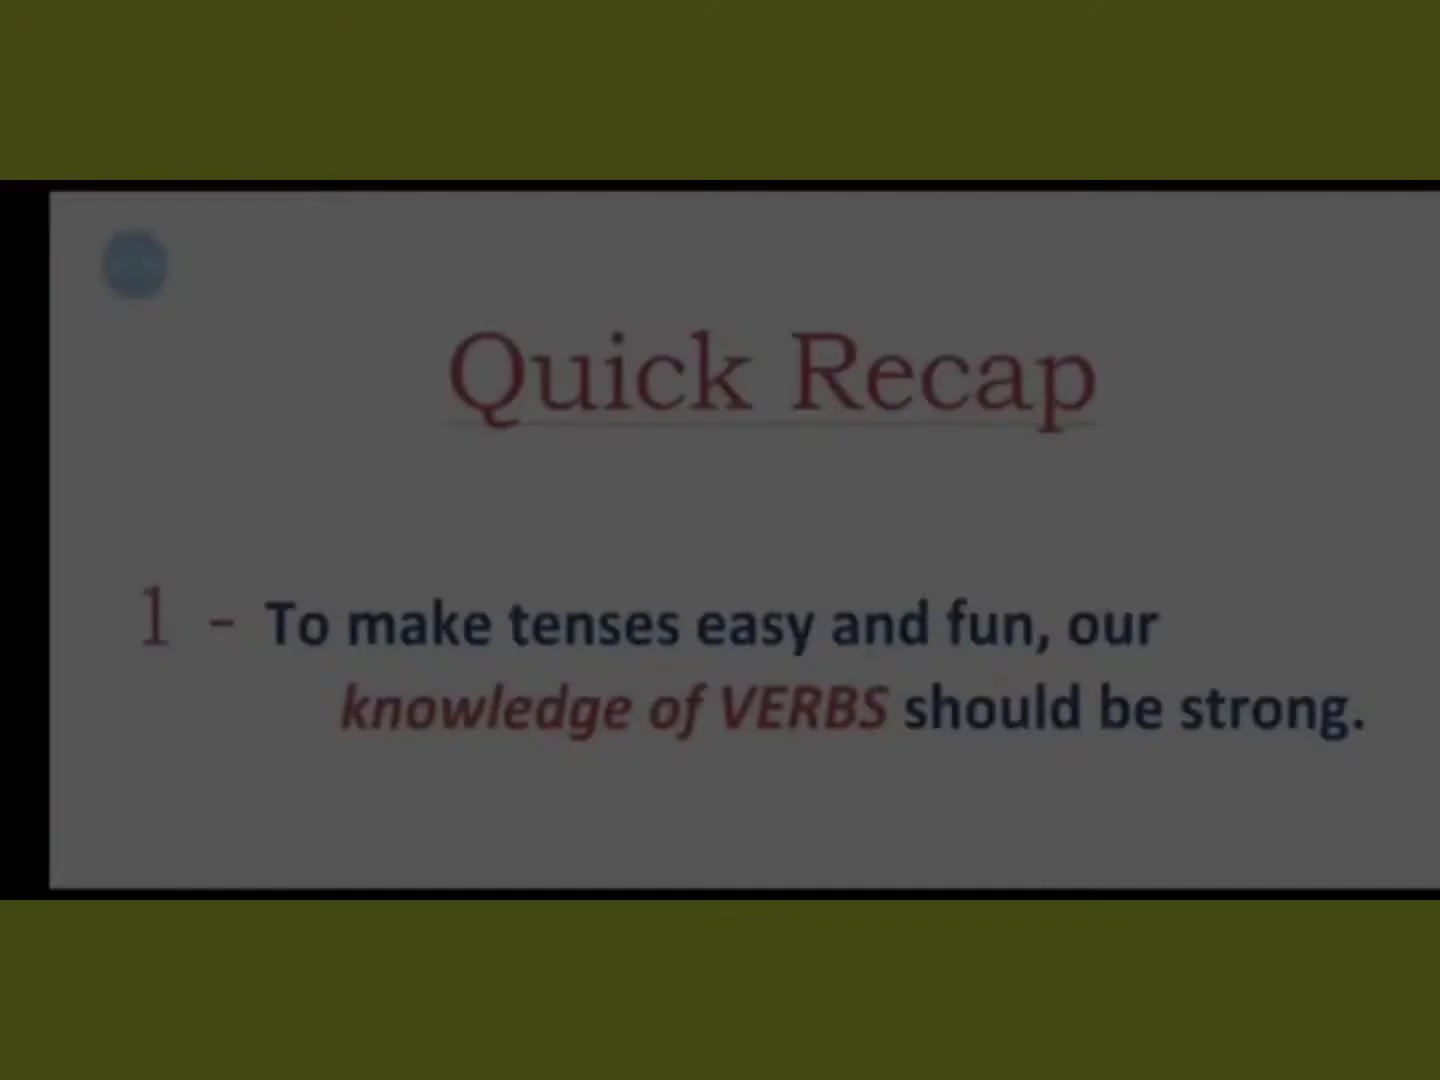 Quick Recap
1 - To make tenses easy and fun, our
knowledge of VERBS should be strong.